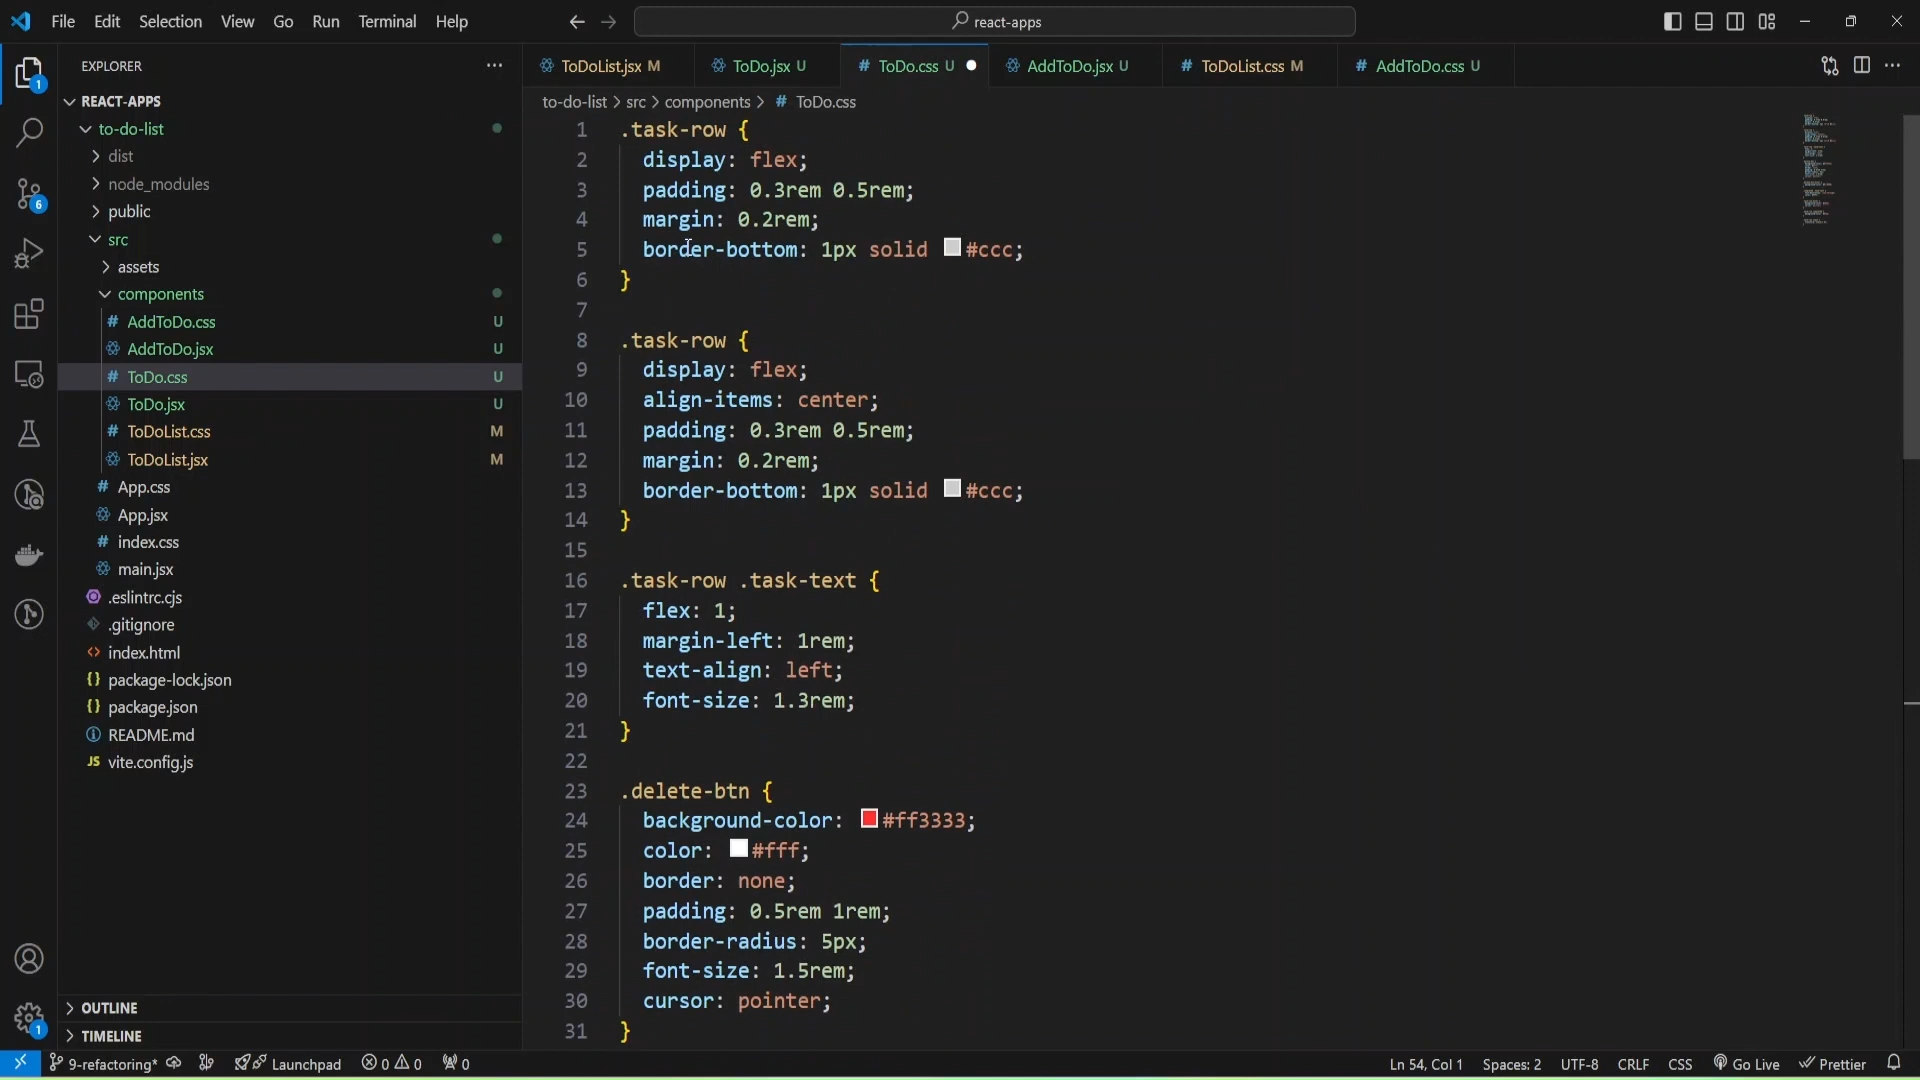 File Edit Selection View Go Run Terminal Help
react-apps
EXPLORER
REACT-APPS
to-do-list
dist
node_modules
public
src
assets
components
AddToDo.css U
AddToDo.jsx U
ToDo.css U
ToDo.jsx U
ToDoList.css M
ToDoList.jsx M
App.css
App.jsx
index.css
main.jsx
.eslintrc.cjs
.gitignore
index.html
package-lock.json
package.json
README.md
JS vite.config.js
OUTLINE
TIMELINE
1
6
1
ToDoList.jsx M ToDo.jsx U # ToDo.css U AddToDo.jsx U # ToDoList.css M # AddToDo.css U
to-do-list > src > components > # ToDo.css
1 .task-row {
2 display: flex;
3 padding: 0.3rem 0.5rem;
4 margin: 0.2rem;
5 border-bottom: 1px solid #ccc;
6 }
7
8 .task-row {
9 display: flex;
10 align-items: center;
11 padding: 0.3rem 0.5rem;
12 margin: 0.2rem;
13 border-bottom: 1px solid #ccc;
14 }
15
16 .task-row .task-text {
17 flex: 1;
18 margin-left: 1rem;
19 text-align: left;
20 font-size: 1.3rem;
21 }
22
23 .delete-btn {
24 background-color: #ff3333;
25 color: #fff;
26 border: none;
27 padding: 0.5rem 1rem;
28 border-radius: 5px;
29 font-size: 1.5rem;
30 cursor: pointer;
31 }
9-refactoring* Launchpad 0 0 0 Ln 54, Col 1 Spaces: 2 UTF-8 CRLF CSS Go Live Prettier